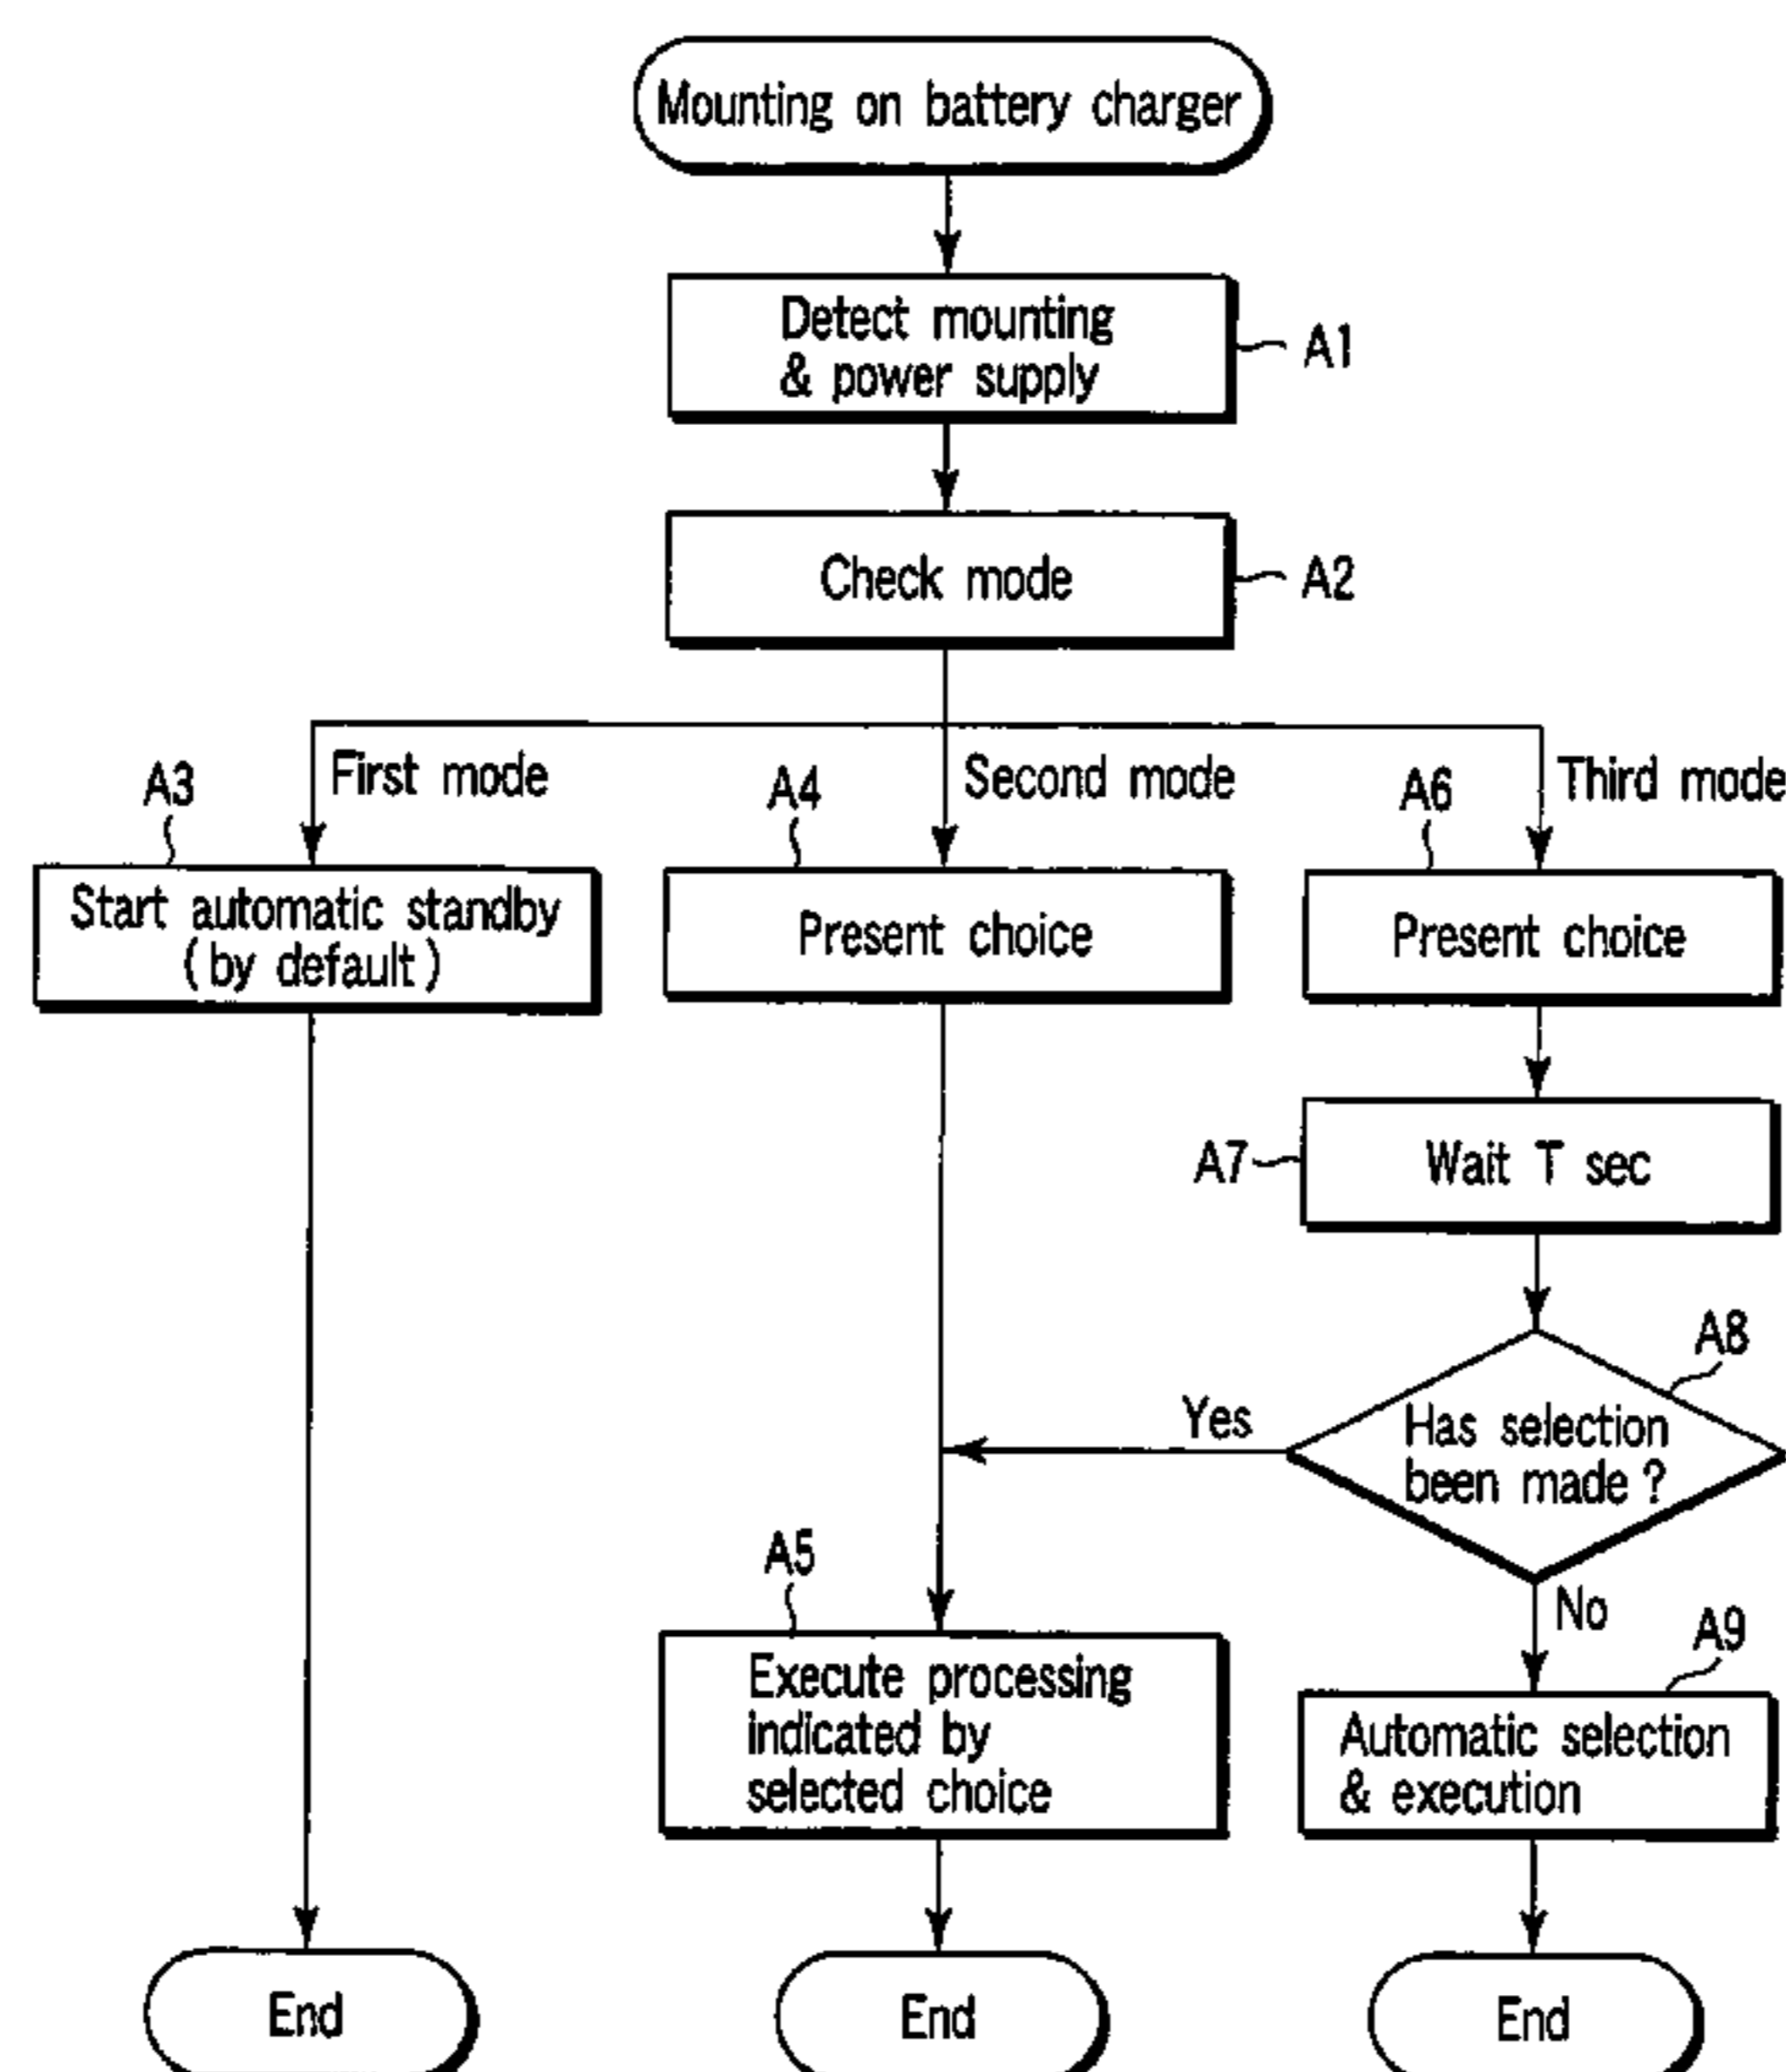 Mounting on battery charger
Detect mounting
& power supply
A1
Check mode
A2
First mode
Second mode
Third mode
A3
A4
A6
Start automatic standby
(by default)
Present choice
Present choice
A7
Wait T sec
A8
Has selection
been made?
Yes
No
A5
Execute processing
indicated by
selected choice
A9
Automatic selection
& execution
End
End
End